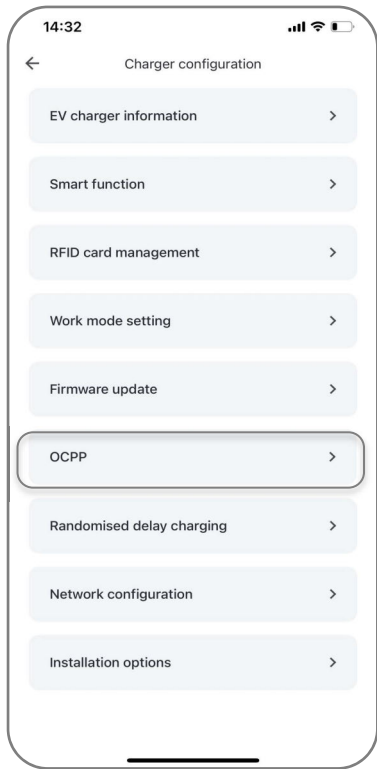 14:32
Charger configuration
EV charger information
Smart function
RFID card management
Work mode setting
Firmware update
OCPP
Randomised delay charging
Network configuration
Installation options